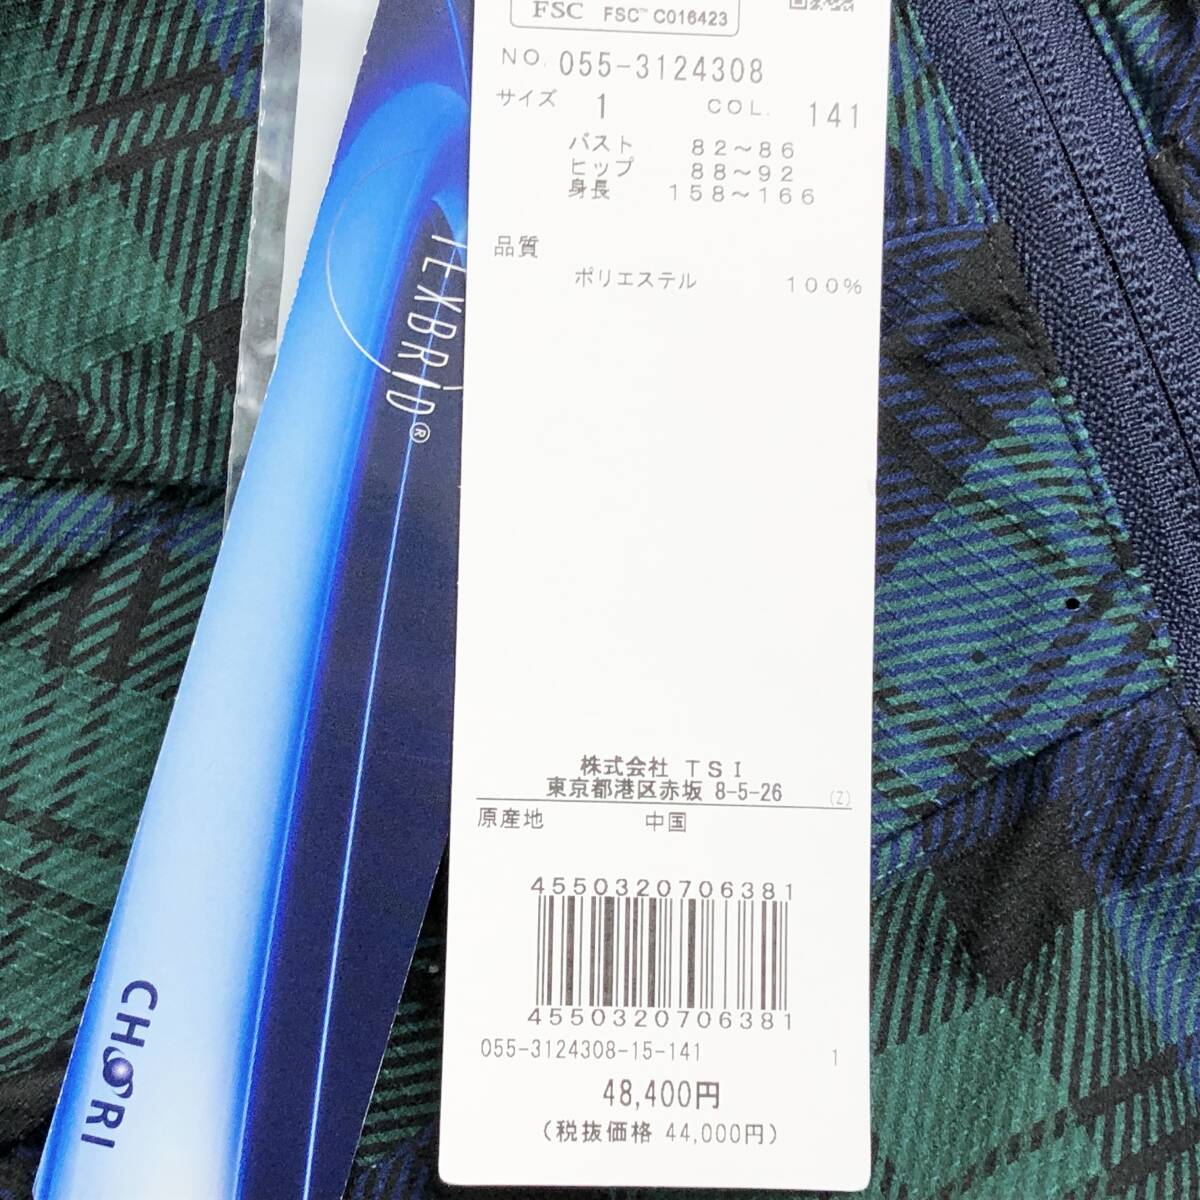 FSC FSC™ C016423
NO. 055-3124308
サイズ 1 COL. 141
バスト 82～86
ヒップ 88～92
身長 158～166
品質
ポリエステル 100%
TEXBRID®
株式会社 TSI
東京都港区赤坂 8-5-26 (Z)
原産地 中国
4550320706381
4550320706381
055-3124308-15-141 1
48,400円
(税抜価格 44,000円)
CHORI